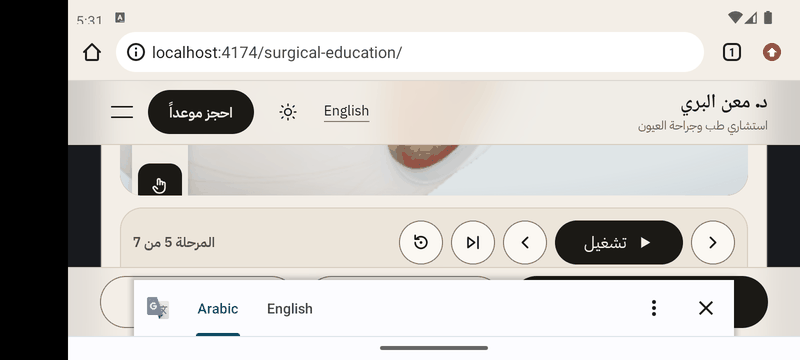 5:31
localhost:4174/surgical-education/
1
د. معن البري
استشاري طب وجراحة العيون
English
احجز موعداً
تشغيل
المرحلة 5 من 7
Arabic
English